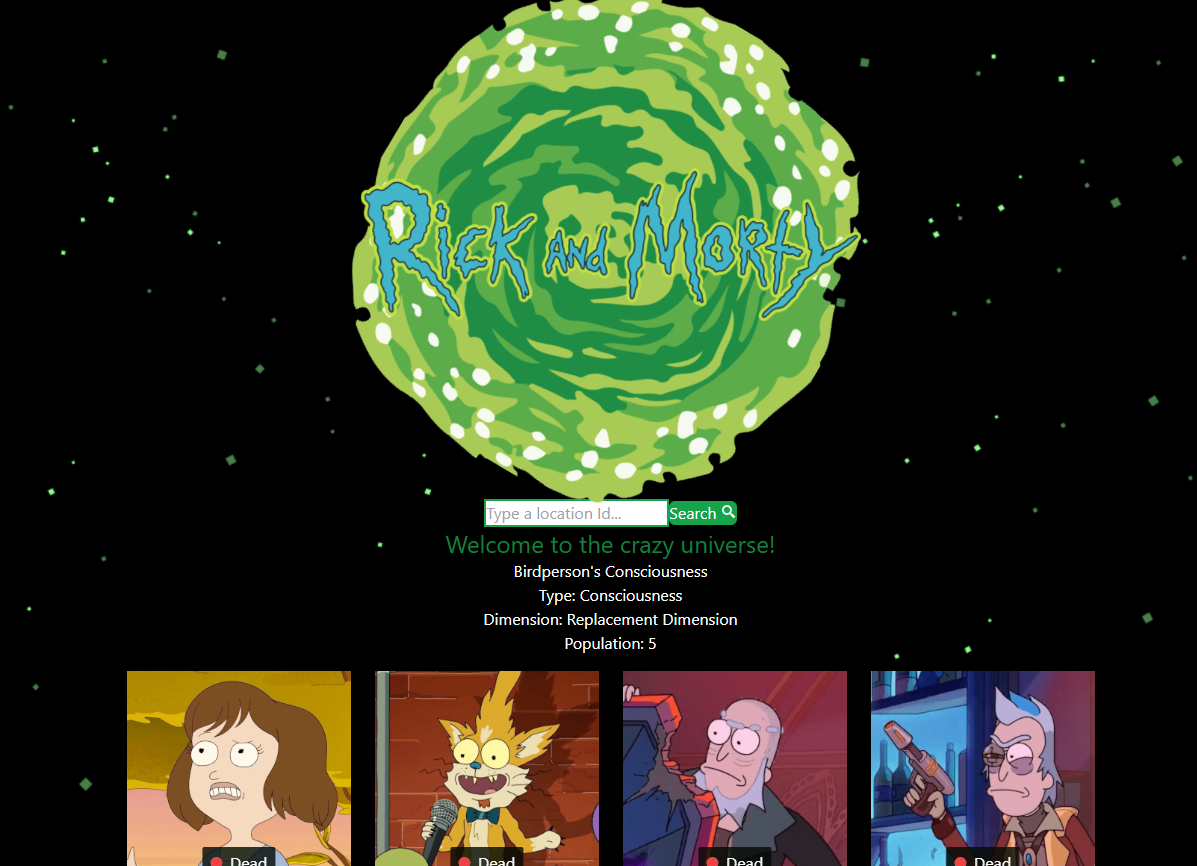 Rick and Morty
Type a location Id...
Search
Welcome to the crazy universe!
Birdperson's Consciousness
Type: Consciousness
Dimension: Replacement Dimension
Population: 5
Dead
Dead
Dead
Dead